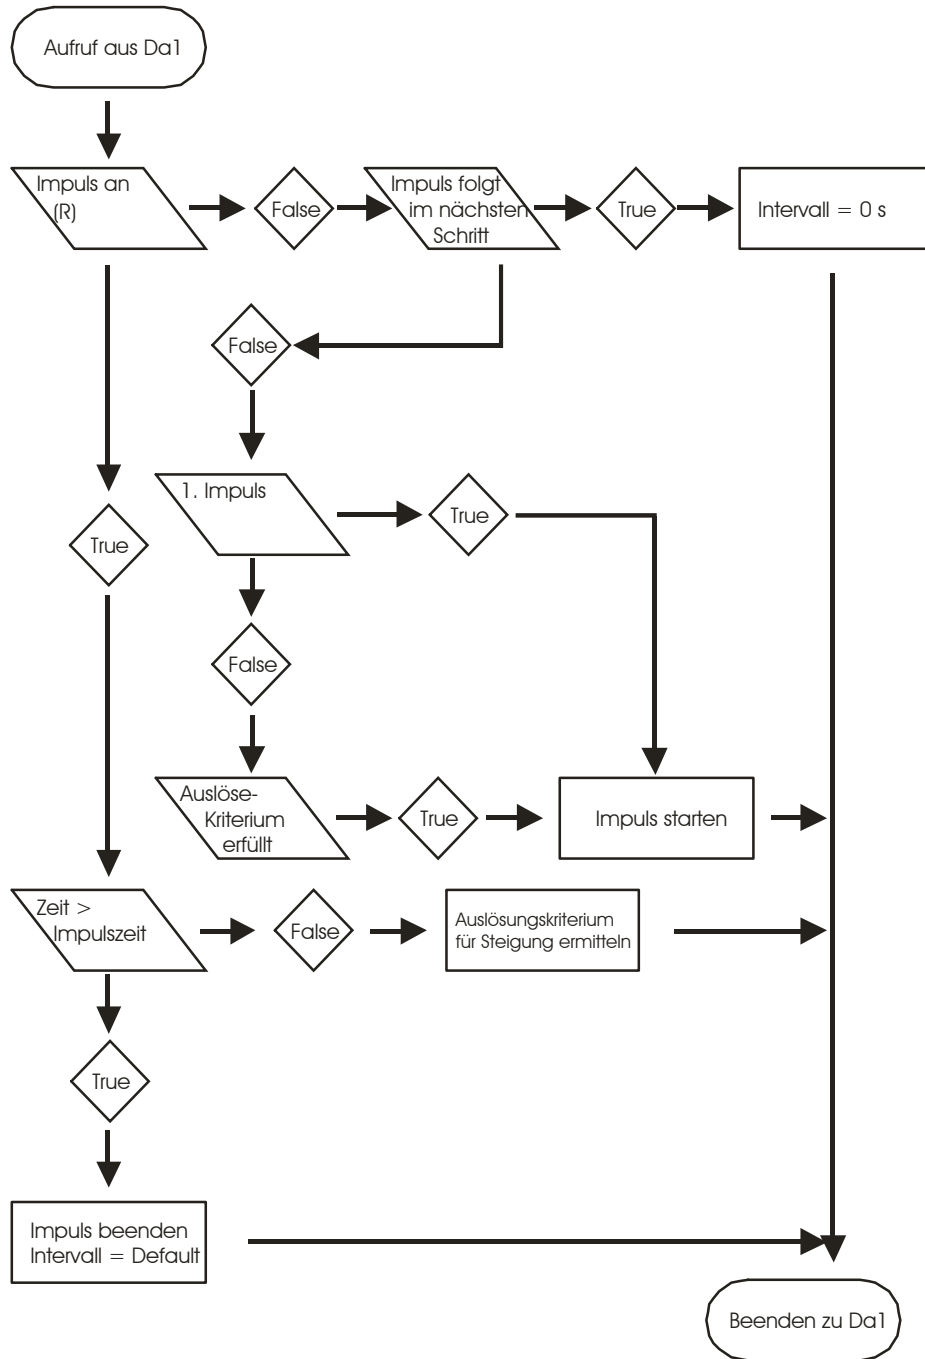 Aufruf aus Da1
Impuls an
(R)
False
Impuls folgt
im nächsten
Schritt
True
Intervall = 0 s
False
1. Impuls
True
True
False
Auslöse-
Kriterium
erfüllt
True
Impuls starten
Zeit >
Impulszeit
False
Auslösungskriterium
für Steigung ermitteln
True
Impuls beenden
Intervall = Default
Beenden zu Da1